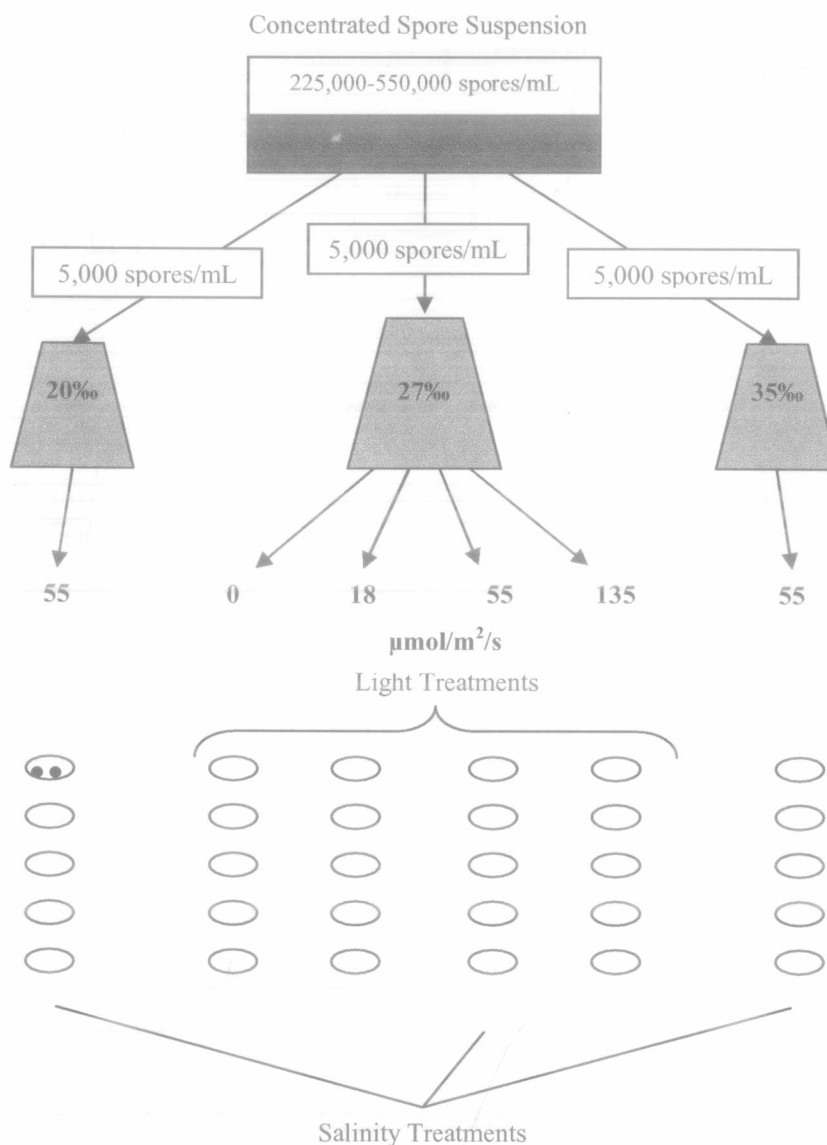 Concentrated Spore Suspension
225,000-550,000 spores/mL
5,000 spores/mL
5,000 spores/mL
5,000 spores/mL
20‰
27‰
35‰
55
0
18
55
135
55
µmol/m²/s
Light Treatments
Salinity Treatments